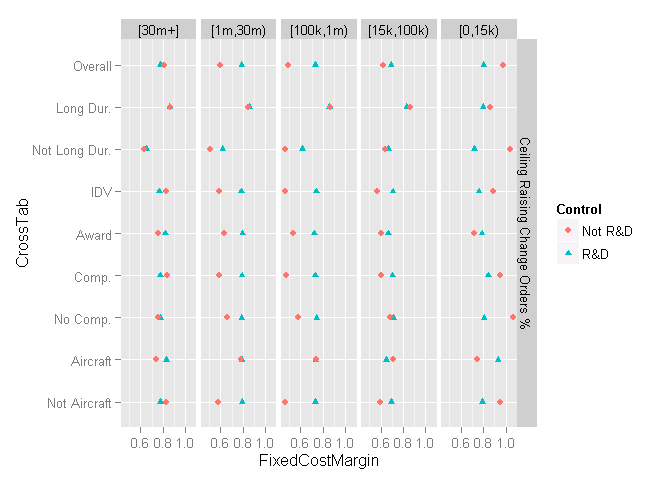 [30m+] [1m,30m) [100k,1m) [15k,100k) [0,15k)
Overall
Long Dur.
Not Long Dur.
IDV
Award
Comp.
No Comp.
Aircraft
Not Aircraft
CrossTab
Ceiling Raising Change Orders %
0.6 0.8 1.0 0.6 0.8 1.0 0.6 0.8 1.0 0.6 0.8 1.0 0.6 0.8 1.0
FixedCostMargin
Control
Not R&D
R&D